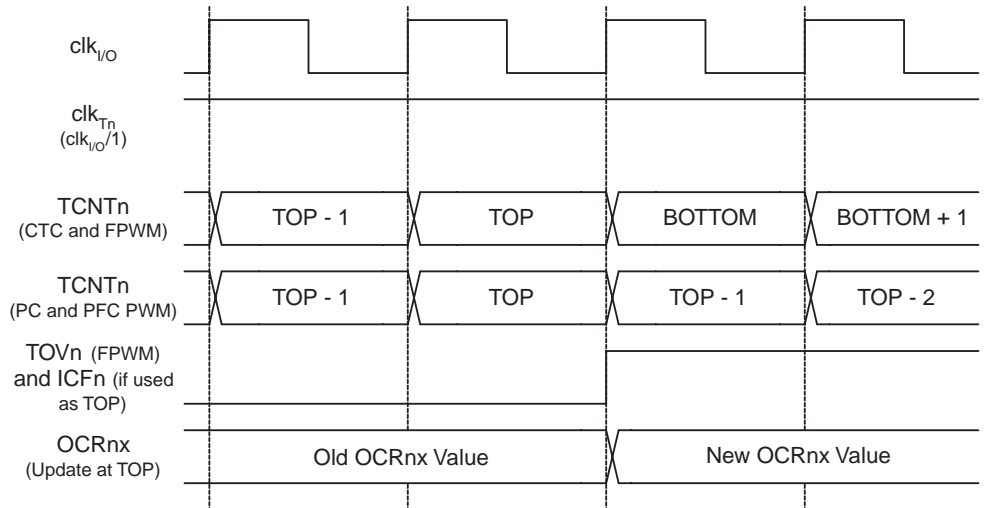 clkI/O
clkTn
(clkI/O/1)
TCNTn
(CTC and FPWM)
TOP - 1
TOP
BOTTOM
BOTTOM + 1
TCNTn
(PC and PFC PWM)
TOP - 1
TOP
TOP - 1
TOP - 2
TOVn (FPWM)
and ICFn (if used
as TOP)
OCRnx
(Update at TOP)
Old OCRnx Value
New OCRnx Value